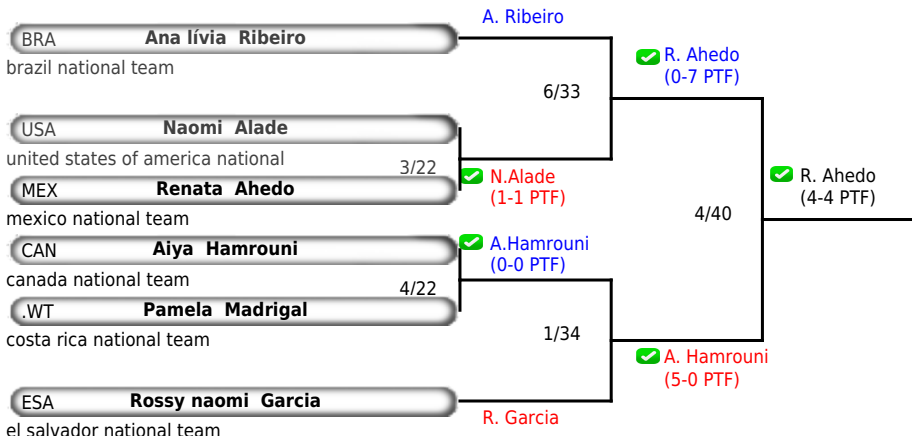 A. Ribeiro
BRA Ana lívia Ribeiro
brazil national team
R. Ahedo
(0-7 PTF)
6/33
USA Naomi Alade
united states of america national
3/22
N.Alade
(1-1 PTF)
MEX Renata Ahedo
mexico national team
R. Ahedo
(4-4 PTF)
4/40
CAN Aiya Hamrouni
canada national team
A.Hamrouni
(0-0 PTF)
4/22
.WT Pamela Madrigal
costa rica national team
1/34
A. Hamrouni
(5-0 PTF)
ESA Rossy naomi Garcia
el salvador national team
R. Garcia